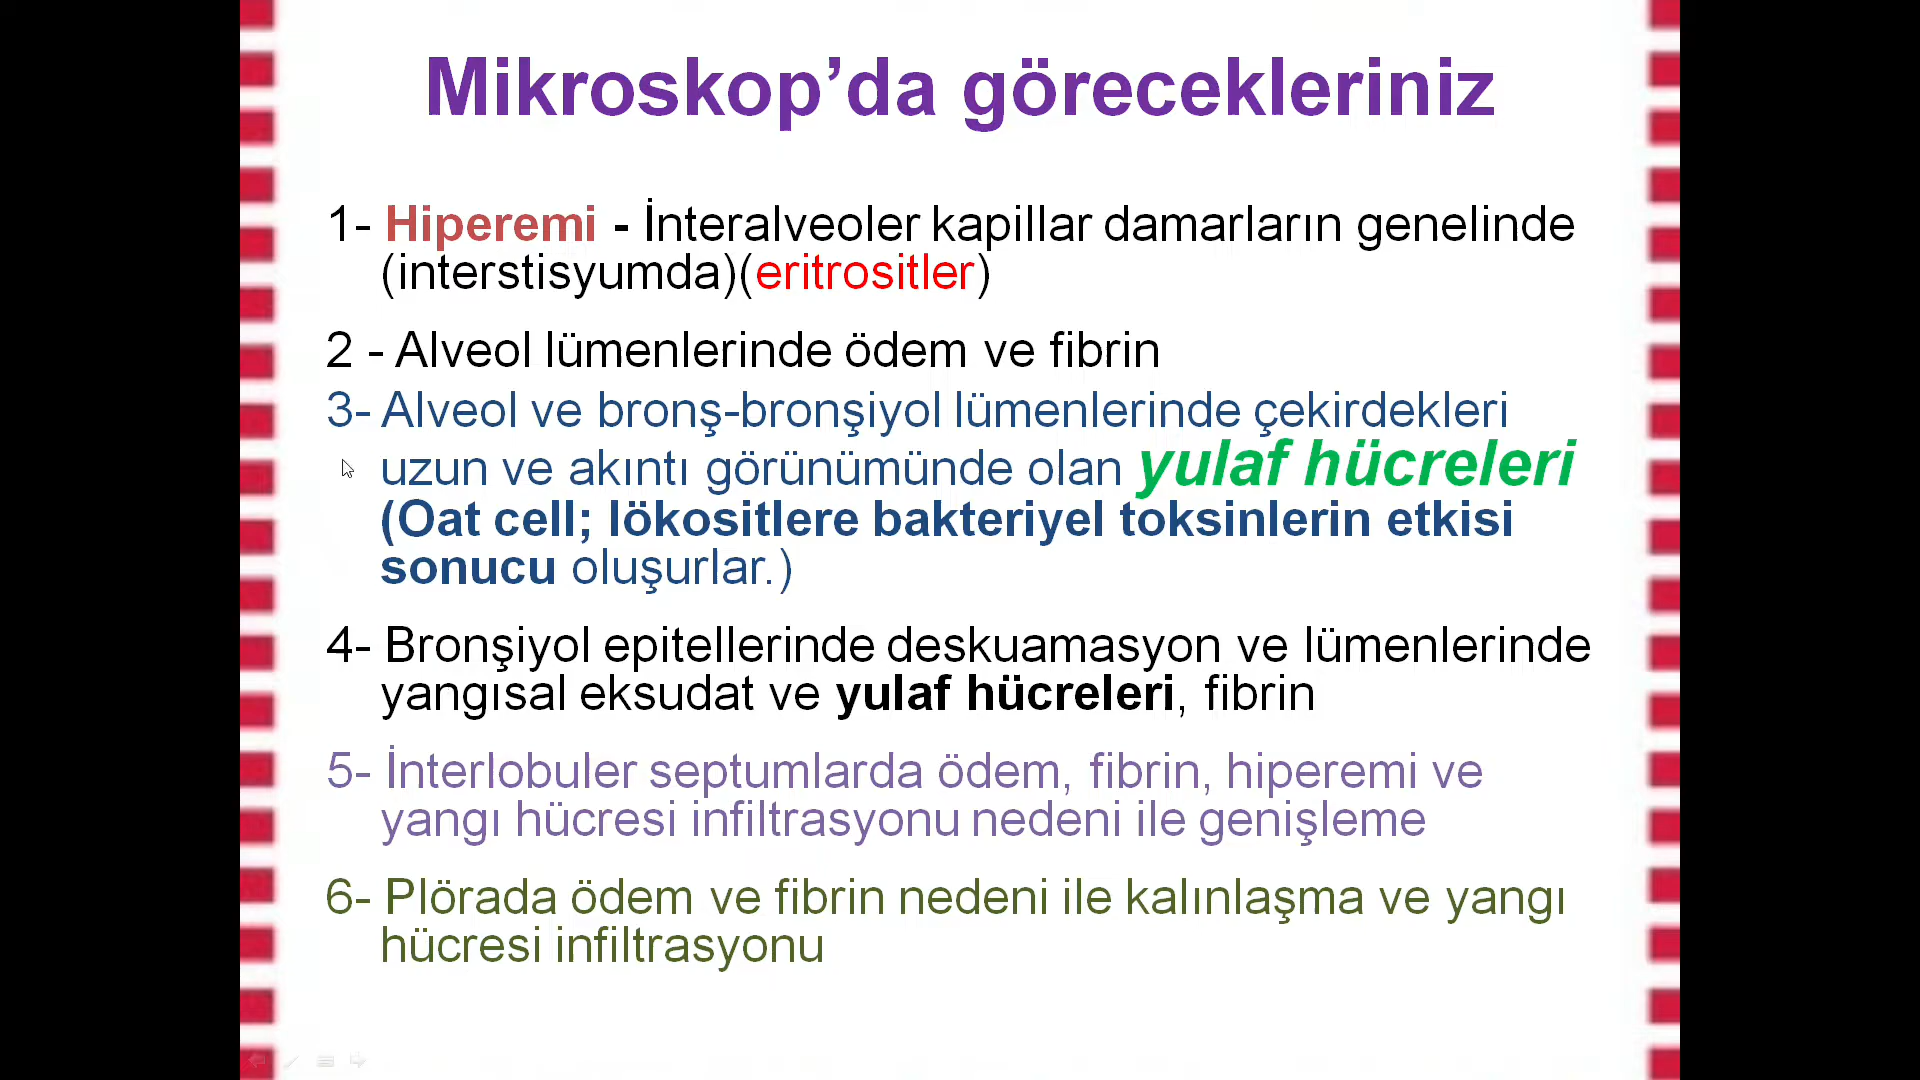 Mikroskop’da görecekleriniz
1- Hiperemi - İnteralveoler kapillar damarların genelinde
(interstisyumda)(eritrositler)
2 - Alveol lümenlerinde ödem ve fibrin
3- Alveol ve bronş-bronşiyol lümenlerinde çekirdekleri
uzun ve akıntı görünümünde olan yulaf hücreleri
(Oat cell; lökositlere bakteriyel toksinlerin etkisi
sonucu oluşurlar.)
4- Bronşiyol epitellerinde deskuamasyon ve lümenlerinde
yangısal eksudat ve yulaf hücreleri, fibrin
5- İnterlobuler septumlarda ödem, fibrin, hiperemi ve
yangı hücresi infiltrasyonu nedeni ile genişleme
6- Plörada ödem ve fibrin nedeni ile kalınlaşma ve yangı
hücresi infiltrasyonu